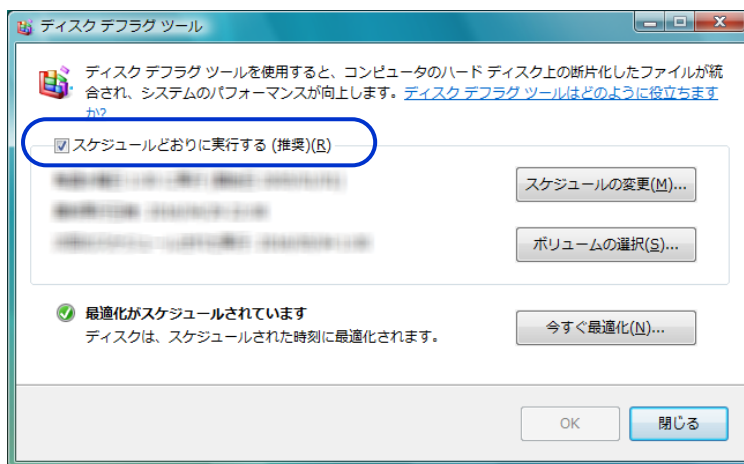 ディスク デフラグ ツール
ディスク デフラグ ツールを使用すると、コンピュータのハード ディスク上の断片化したファイルが統
合され、システムのパフォーマンスが向上します。ディスク デフラグ ツールはどのように役立ちます
か?
スケジュールどおりに実行する (推奨)(R)
スケジュールの変更(M)...
ボリュームの選択(S)...
最適化がスケジュールされています
ディスクは、スケジュールされた時刻に最適化されます。
今すぐ最適化(N)...
OK
閉じる